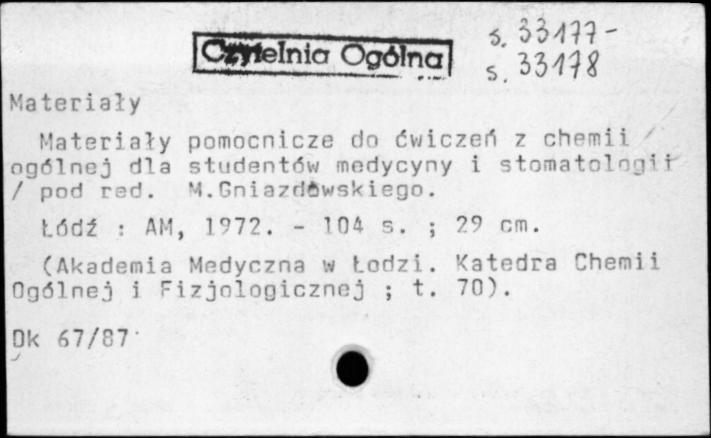 Czytelnia Ogólna
s. 33177-
s. 33178
Materiały
Materiały pomocnicze do ćwiczeń z chemii
ogólnej dla studentów medycyny i stomatologii
/ pod red. M.Gniazdowskiego.
Łódź : AM, 1972. - 104 s. ; 29 cm.
(Akademia Medyczna w Łodzi. Katedra Chemii
Ogólnej i Fizjologicznej ; t. 70).
Dk 67/87